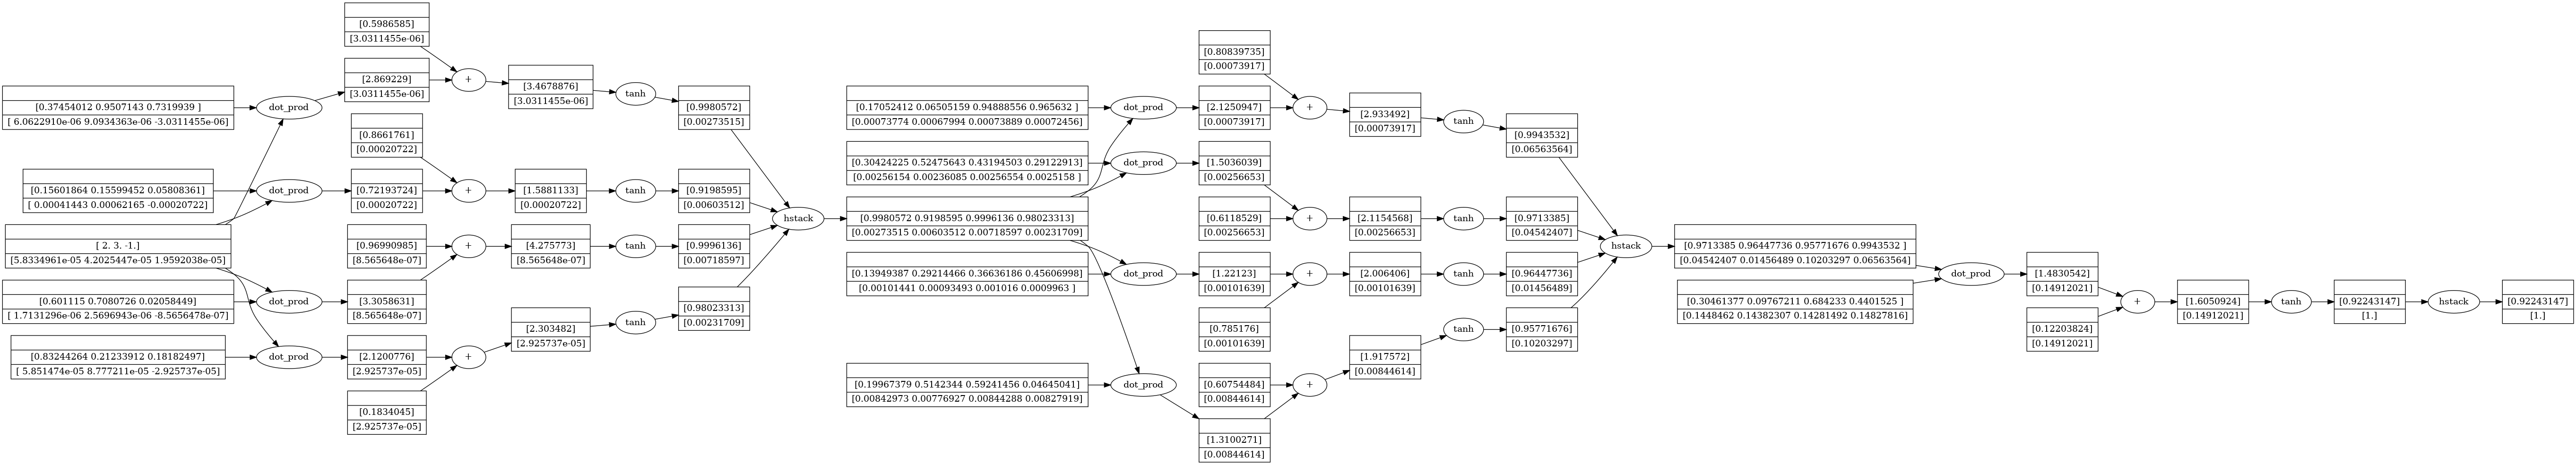 [0.5986585]
[3.0311455e-06]
[2.869229]
[3.0311455e-06]
+
[3.4678876]
[3.0311455e-06]
tanh
[0.9980572]
[0.00273515]
[0.37454012 0.9507143 0.7319939 ]
[ 6.0622910e-06 9.0934363e-06 -3.0311455e-06]
dot_prod
[0.8661761]
[0.00020722]
[0.15601864 0.15599452 0.05808361]
[ 0.00041443 0.00062165 -0.00020722]
dot_prod
[0.72193724]
[0.00020722]
+
[1.5881133]
[0.00020722]
tanh
[0.9198595]
[0.00603512]
[ 2. 3. -1.]
[5.8334961e-05 4.2025447e-05 1.9592038e-05]
[0.96990985]
[8.565648e-07]
+
[4.275773]
[8.565648e-07]
tanh
[0.9996136]
[0.00718597]
[0.601115 0.7080726 0.02058449]
[ 1.7131296e-06 2.5696943e-06 -8.5656478e-07]
dot_prod
[3.3058631]
[8.565648e-07]
[0.83244264 0.21233912 0.18182497]
[ 5.851474e-05 8.777211e-05 -2.925737e-05]
dot_prod
[2.1200776]
[2.925737e-05]
+
[2.303482]
[2.925737e-05]
tanh
[0.98023313]
[0.00231709]
[0.1834045]
[2.925737e-05]
hstack
[0.80839735]
[0.00073917]
[0.17052412 0.06505159 0.94888556 0.965632 ]
[0.00073774 0.00067994 0.00073889 0.00072456]
dot_prod
[2.1250947]
[0.00073917]
+
[2.933492]
[0.00073917]
tanh
[0.9943532]
[0.06563564]
[0.30424225 0.52475643 0.43194503 0.29122913]
[0.00256154 0.00236085 0.00256554 0.0025158 ]
dot_prod
[1.5036039]
[0.00256653]
[0.9980572 0.9198595 0.9996136 0.98023313]
[0.00273515 0.00603512 0.00718597 0.00231709]
[0.6118529]
[0.00256653]
+
[2.1154568]
[0.00256653]
tanh
[0.9713385]
[0.04542407]
[0.13949387 0.29214466 0.36636186 0.45606998]
[0.00101441 0.00093493 0.001016 0.0009963 ]
dot_prod
[1.22123]
[0.00101639]
+
[2.006406]
[0.00101639]
tanh
[0.96447736]
[0.01456489]
[0.785176]
[0.00101639]
[0.19967379 0.5142344 0.59241456 0.04645041]
[0.00842973 0.00776927 0.00844288 0.00827919]
dot_prod
[0.60754484]
[0.00844614]
+
[1.917572]
[0.00844614]
tanh
[0.95771676]
[0.10203297]
[1.3100271]
[0.00844614]
hstack
[0.9713385 0.96447736 0.95771676 0.9943532 ]
[0.04542407 0.01456489 0.10203297 0.06563564]
[0.30461377 0.09767211 0.684233 0.4401525 ]
[0.1448462 0.14382307 0.14281492 0.14827816]
dot_prod
[1.4830542]
[0.14912021]
[0.12203824]
[0.14912021]
+
[1.6050924]
[0.14912021]
tanh
[0.92243147]
[1.]
hstack
[0.92243147]
[1.]